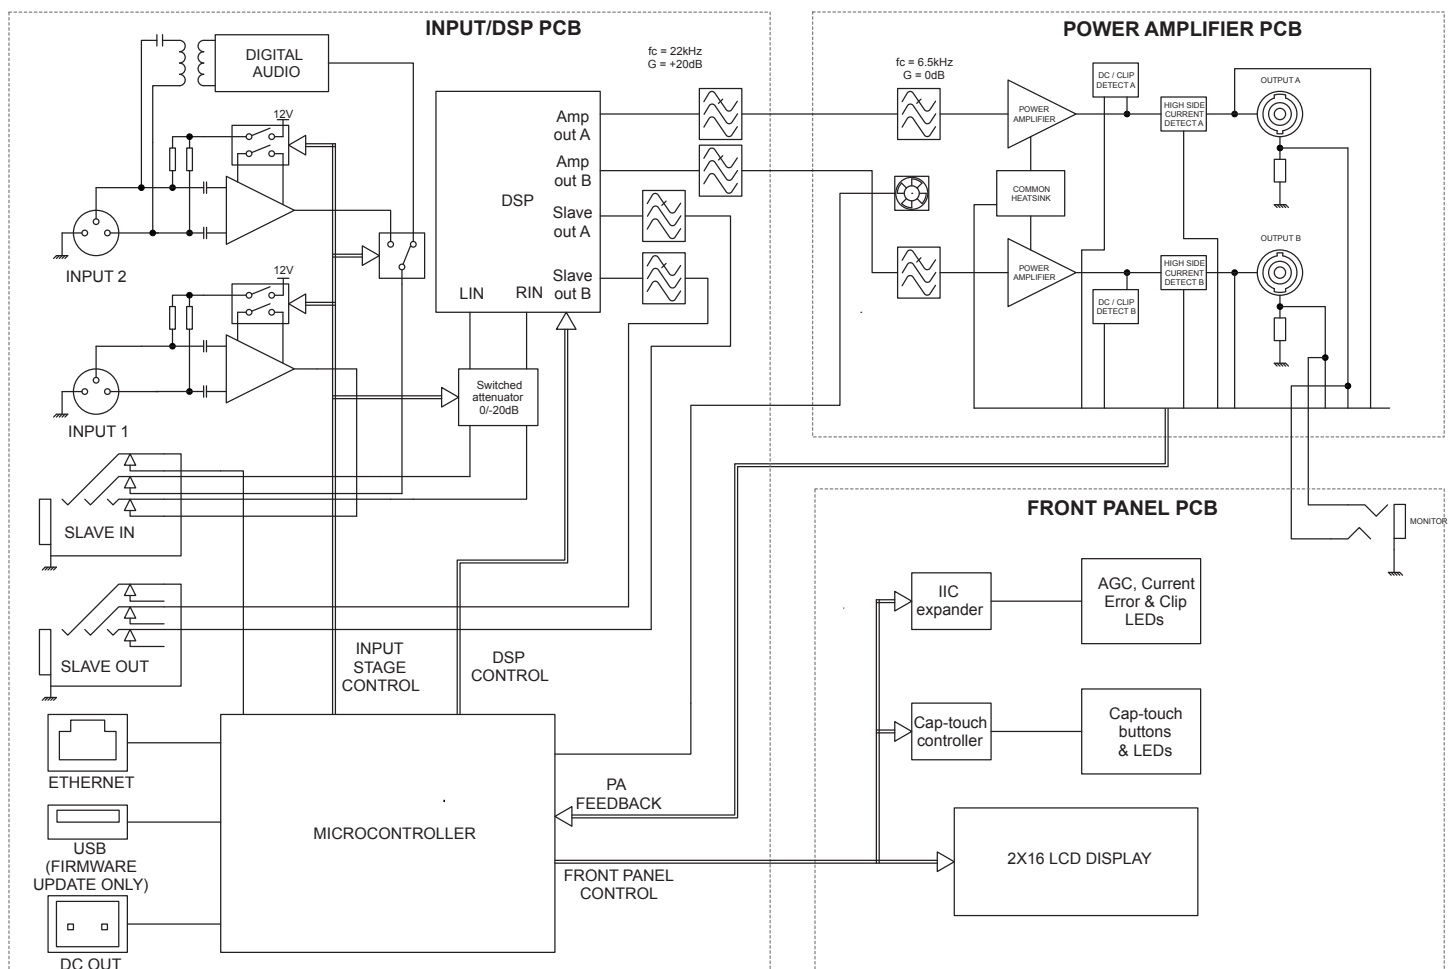 INPUT/DSP PCB
POWER AMPLIFIER PCB
DIGITAL
AUDIO
fc = 22kHz
G = +20dB
fc = 6.5kHz
G = 0dB
DC / CLIP
DETECT A
OUTPUT A
12V
Amp
out A
Amp
out B
DSP
Slave
out A
Slave
out B
LIN
RIN
POWER
AMPLIFIER
HIGH SIDE
CURRENT
DETECT A
COMMON
HEATSINK
INPUT 2
OUTPUT B
12V
POWER
AMPLIFIER
HIGH SIDE
CURRENT
DETECT B
DC / CLIP
DETECT B
INPUT 1
Switched
attenuator
0/-20dB
SLAVE IN
FRONT PANEL PCB
MONITOR
IIC
expander
AGC, Current
Error & Clip
LEDs
SLAVE OUT
INPUT
STAGE
CONTROL
DSP
CONTROL
Cap-touch
controller
Cap-touch
buttons
& LEDs
ETHERNET
PA
FEEDBACK
MICROCONTROLLER
USB
(FIRMWARE
UPDATE ONLY)
FRONT PANEL
CONTROL
2X16 LCD DISPLAY
DC OUT